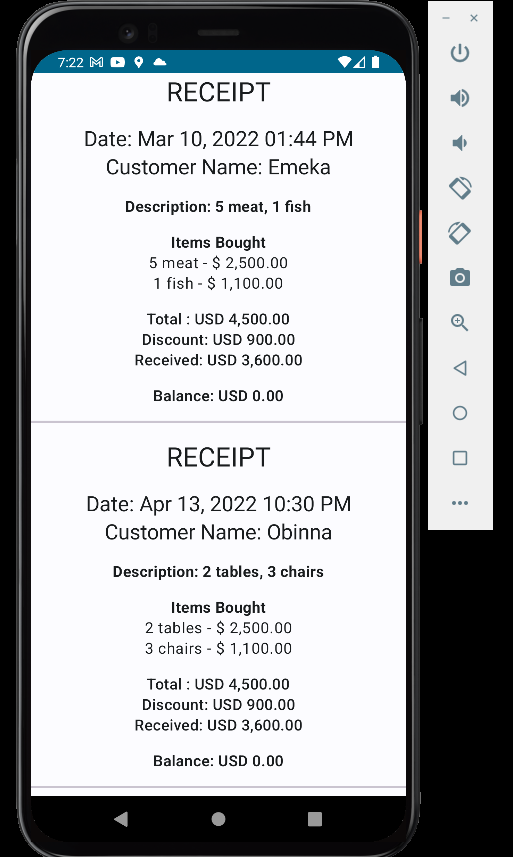 7:22
RECEIPT
Date: Mar 10, 2022 01:44 PM
Customer Name: Emeka
Description: 5 meat, 1 fish
Items Bought
5 meat - $ 2,500.00
1 fish - $ 1,100.00
Total : USD 4,500.00
Discount: USD 900.00
Received: USD 3,600.00
Balance: USD 0.00
RECEIPT
Date: Apr 13, 2022 10:30 PM
Customer Name: Obinna
Description: 2 tables, 3 chairs
Items Bought
2 tables - $ 2,500.00
3 chairs - $ 1,100.00
Total : USD 4,500.00
Discount: USD 900.00
Received: USD 3,600.00
Balance: USD 0.00